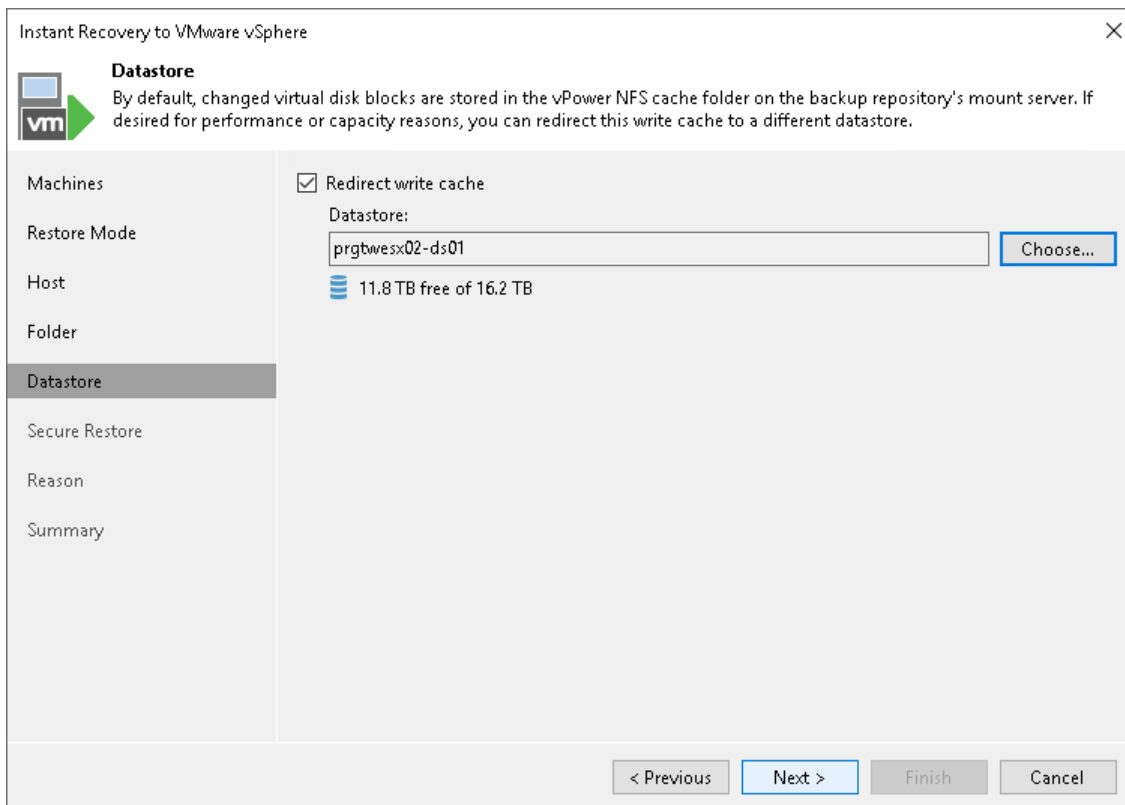 Instant Recovery to VMware vSphere
Datastore
By default, changed virtual disk blocks are stored in the vPower NFS cache folder on the backup repository's mount server. If
desired for performance or capacity reasons, you can redirect this write cache to a different datastore.
vm
Machines
Restore Mode
Host
Folder
Datastore
Secure Restore
Reason
Summary
Redirect write cache
Datastore:
prgtwesx02-ds01
Choose...
11.8 TB free of 16.2 TB
< Previous
Next >
Finish
Cancel